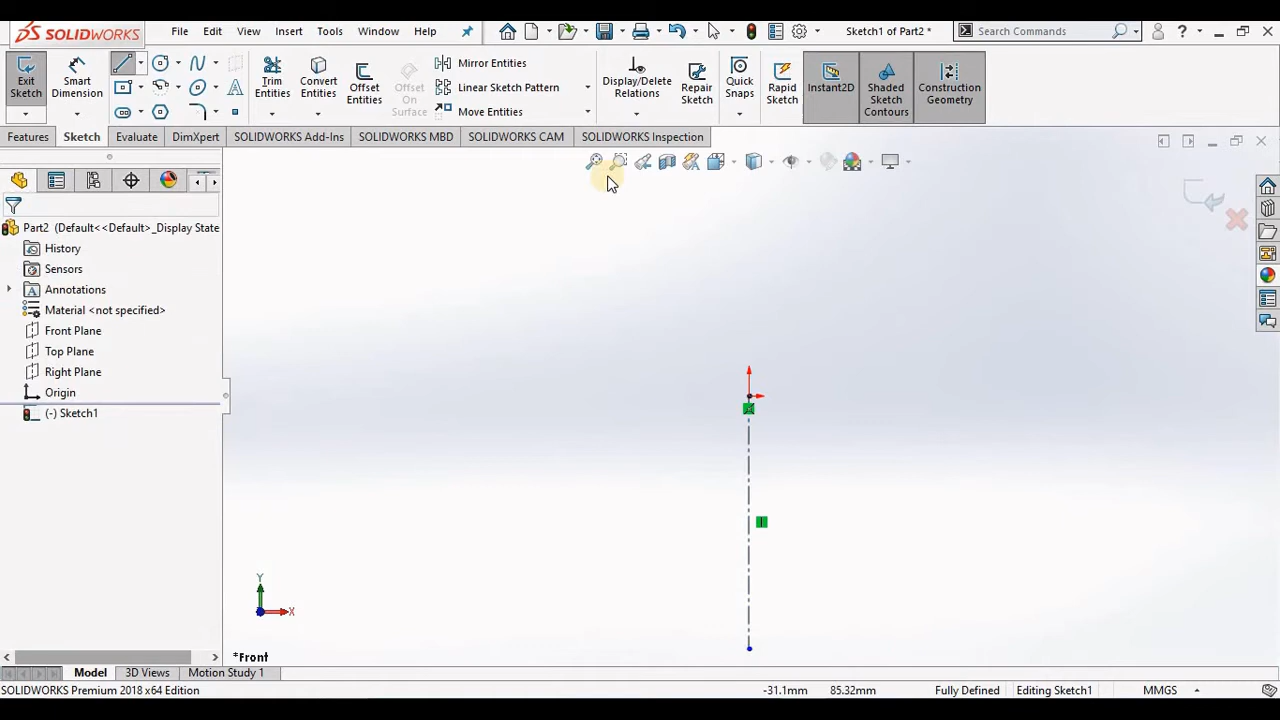 SOLIDWORKS File Edit View Insert Tools Window Help Sketch1 of Part2 * Search Commands ?
Exit Sketch
Smart Dimension
Trim Entities
Convert Entities
Offset Entities
Offset On Surface
Mirror Entities
Linear Sketch Pattern
Move Entities
Display/Delete Relations
Repair Sketch
Quick Snaps
Rapid Sketch
Instant2D
Shaded Sketch Contours
Construction Geometry
Features Sketch Evaluate DimXpert SOLIDWORKS Add-Ins SOLIDWORKS MBD SOLIDWORKS CAM SOLIDWORKS Inspection
Part2 (Default<<Default>_Display State
History
Sensors
Annotations
Material <not specified>
Front Plane
Top Plane
Right Plane
Origin
(-) Sketch1
Y
X
*Front
Model 3D Views Motion Study 1
SOLIDWORKS Premium 2018 x64 Edition -31.1mm 85.32mm Fully Defined Editing Sketch1 MMGS